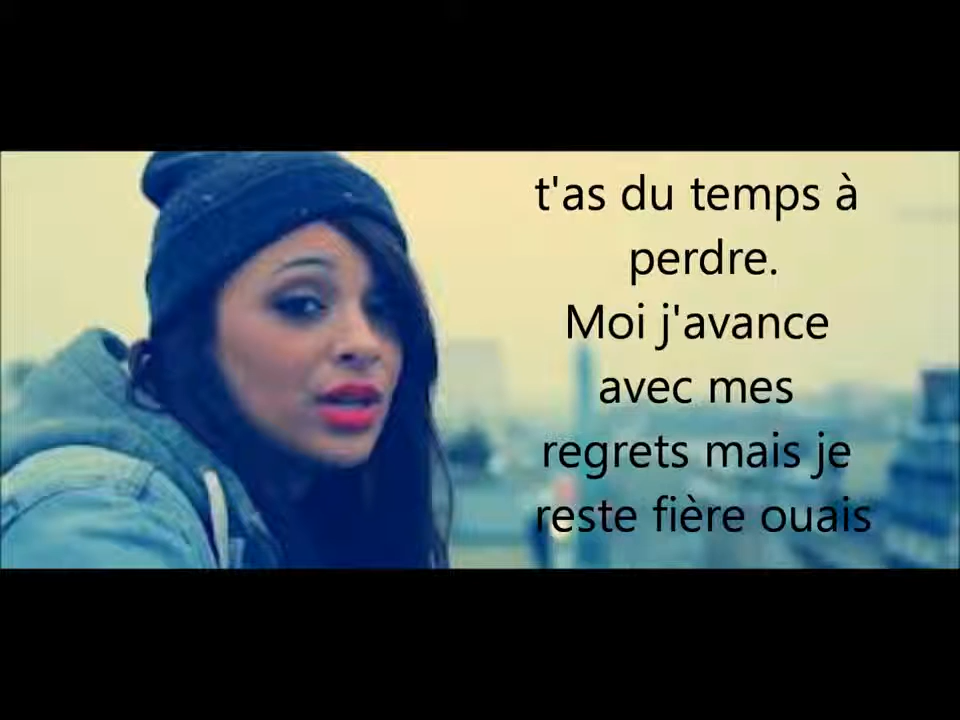 t'as du temps à
perdre.
Moi j'avance
avec mes
regrets mais je
reste fière ouais